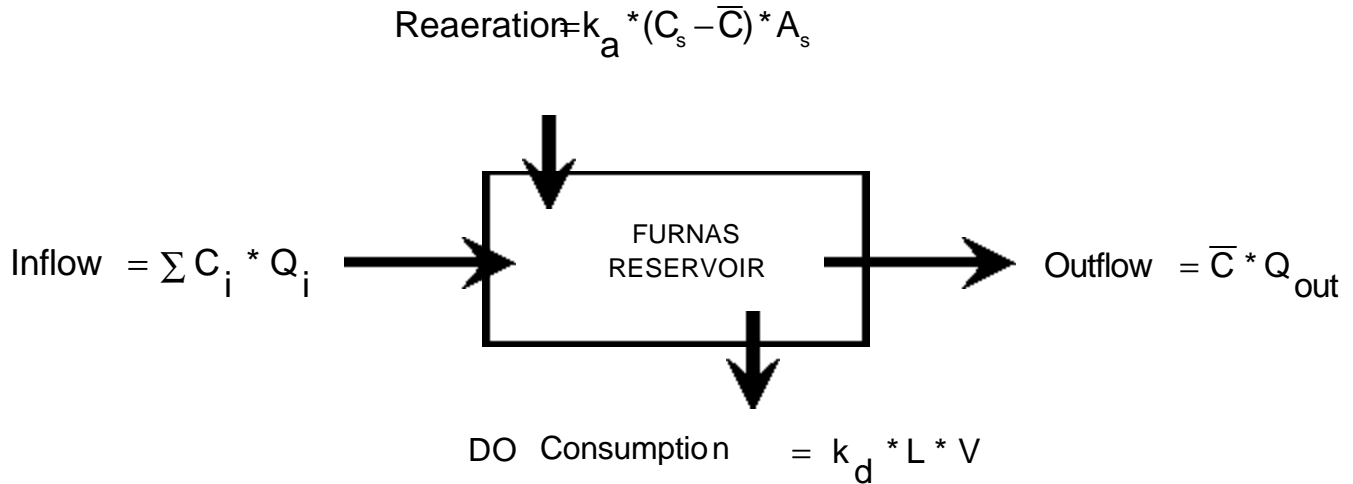 Reaeration=k_a *(C_s −C̅)*A_s
FURNAS
RESERVOIR
Inflow = ∑ C_i * Q_i
Outflow = C̅ * Q_out
DO Consumption = k_d * L * V